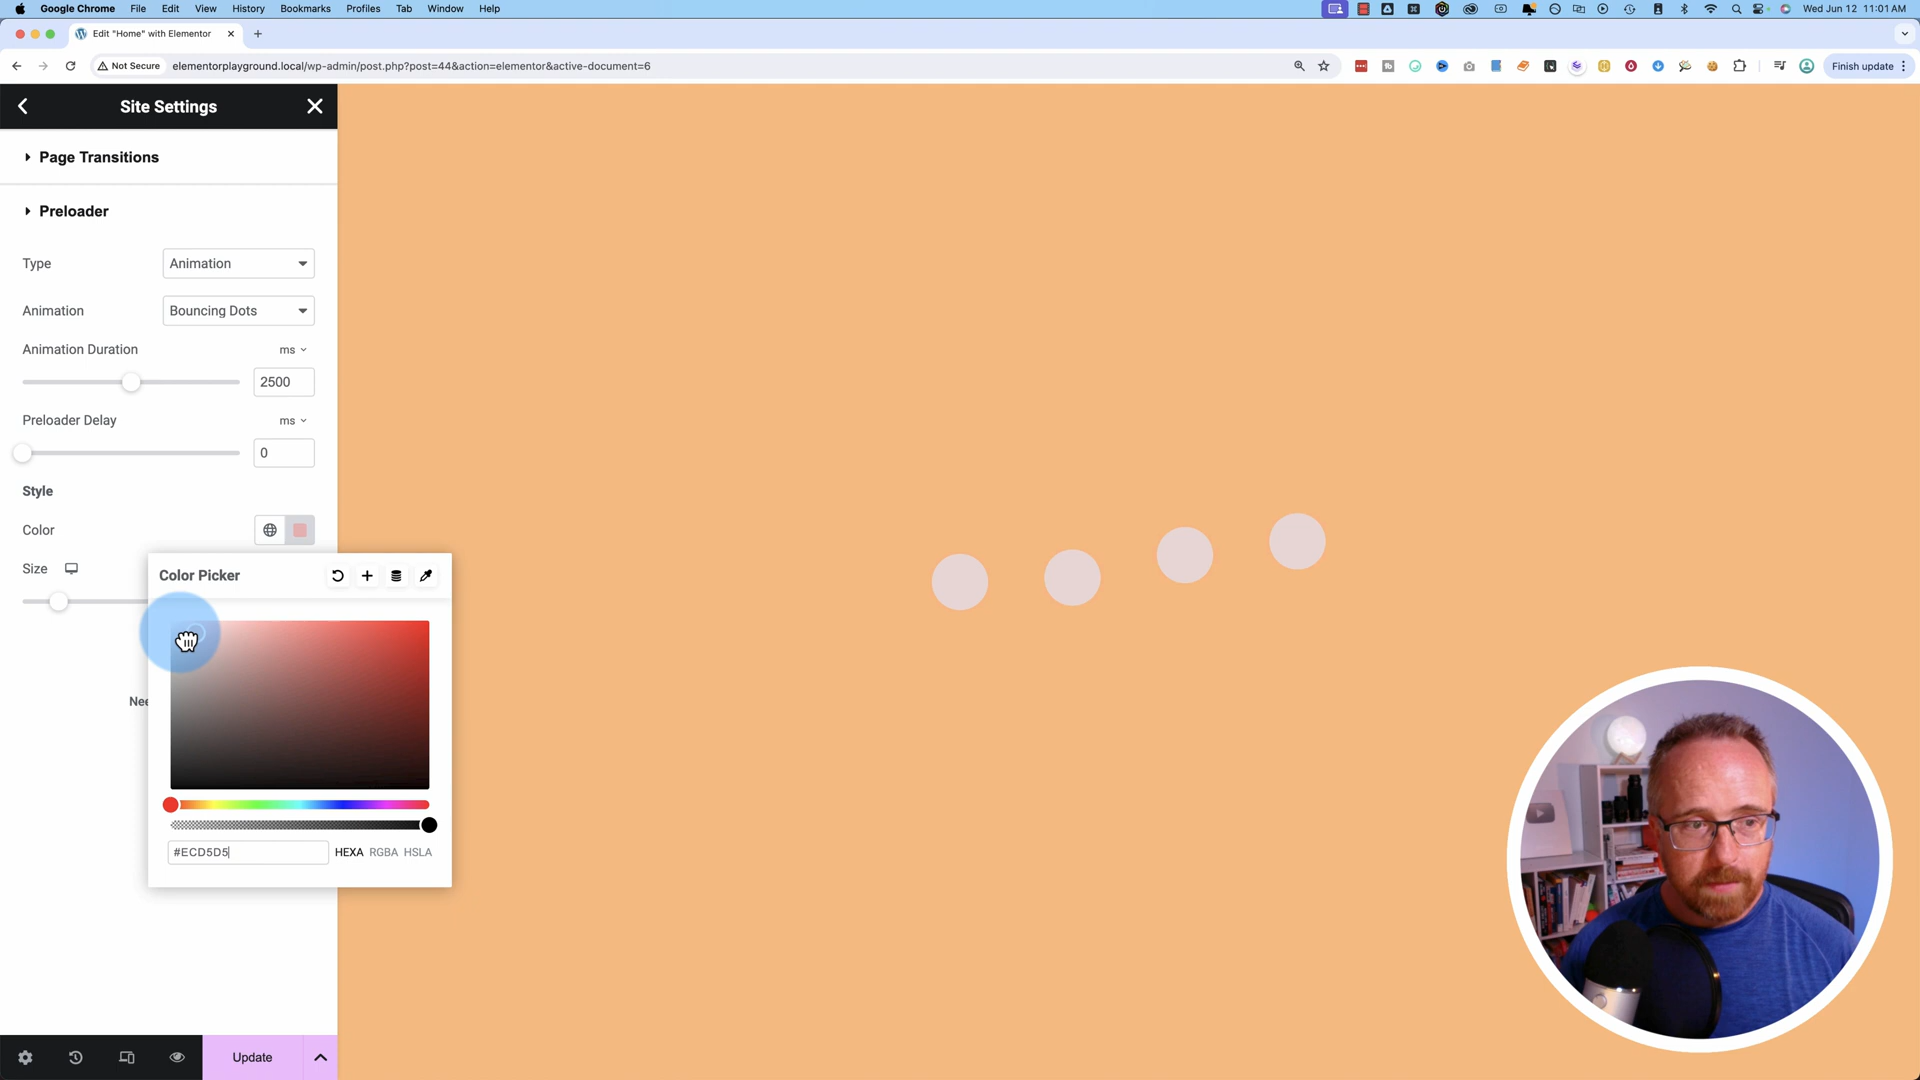 Google Chrome File Edit View History Bookmarks Profiles Tab Window Help Wed Jun 12 11:01 AM
Edit "Home" with Elementor
Not Secure elementorplayground.local/wp-admin/post.php?post=44&action=elementor&active-document=6 Finish update
Site Settings
Page Transitions
Preloader
Type Animation
Animation Bouncing Dots
Animation Duration ms
2500
Preloader Delay ms
0
Style
Color
Size
Color Picker
Nee
#ECD5D5 HEXA RGBA HSLA
Update